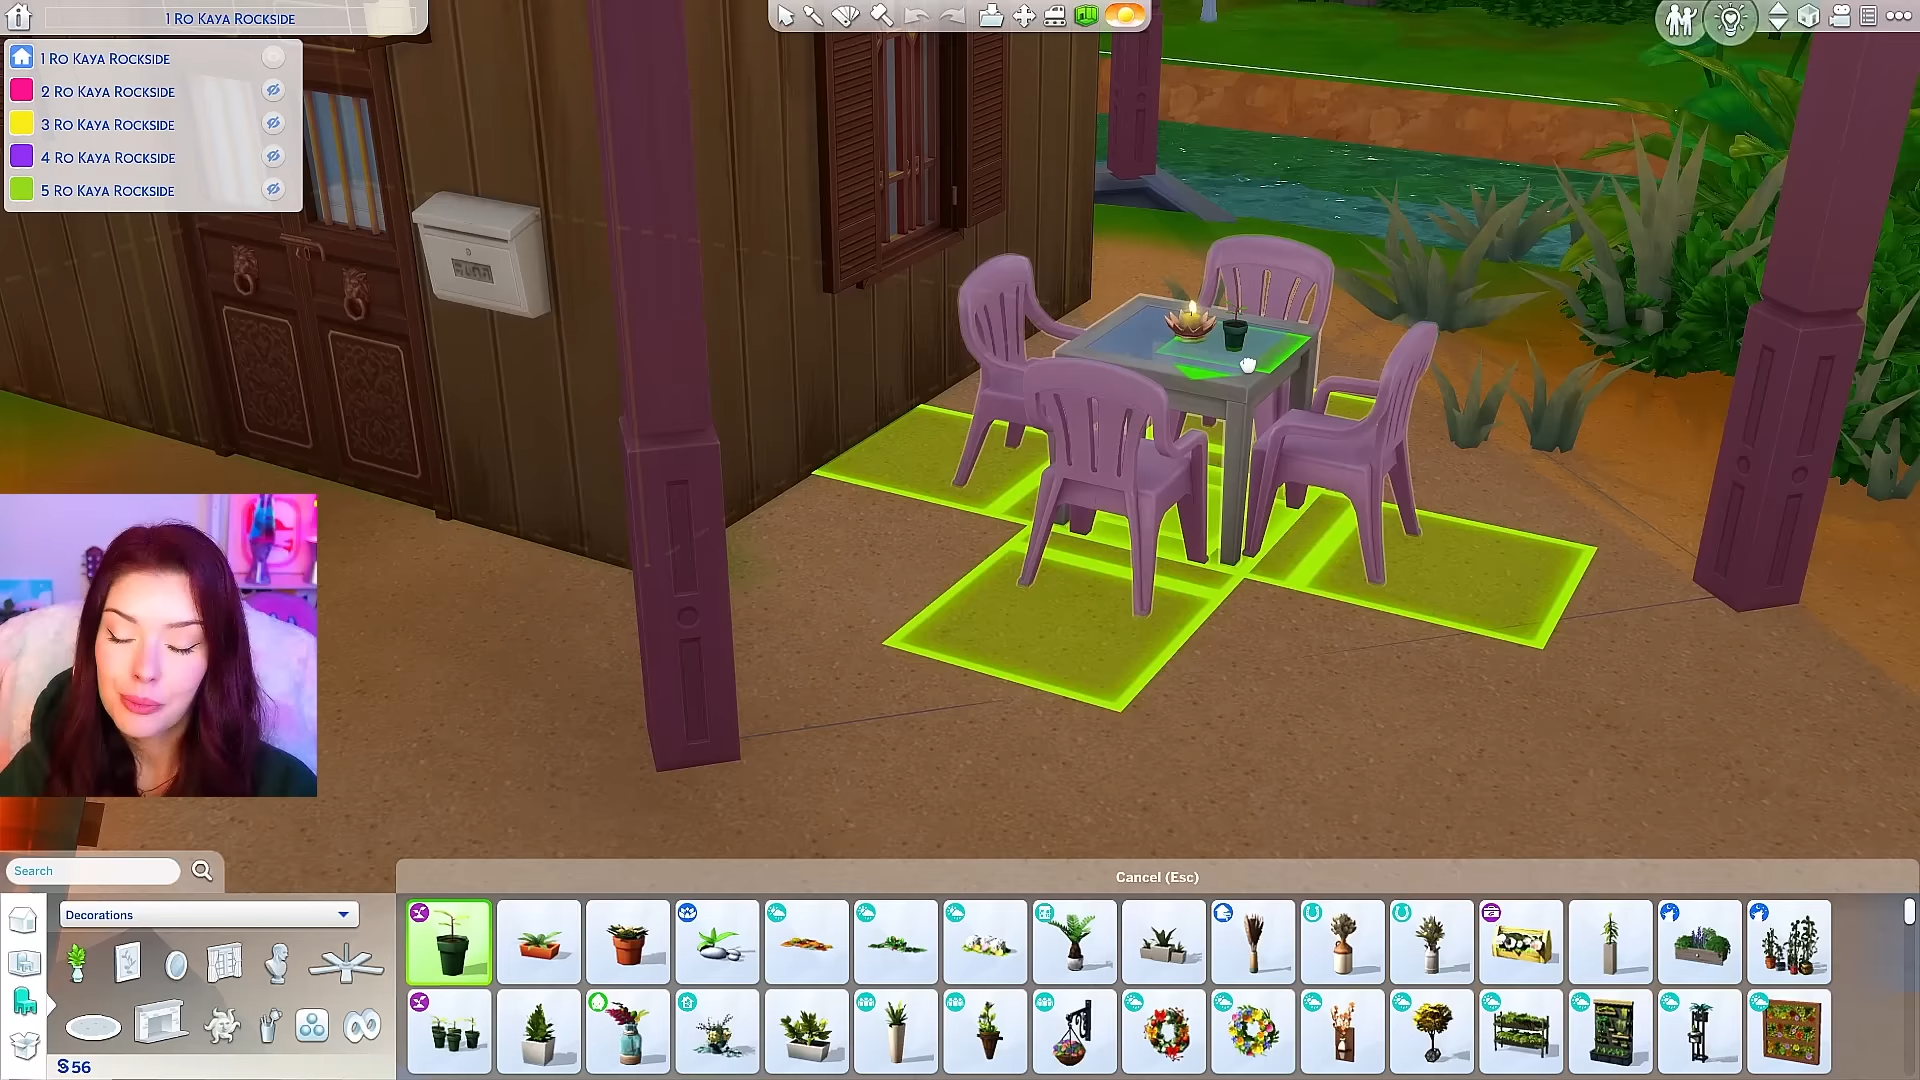 1 Ro Kaya Rockside
1 Ro Kaya Rockside
2 Ro Kaya Rockside
3 Ro Kaya Rockside
4 Ro Kaya Rockside
5 Ro Kaya Rockside
Search
Cancel (Esc)
Decorations
§56